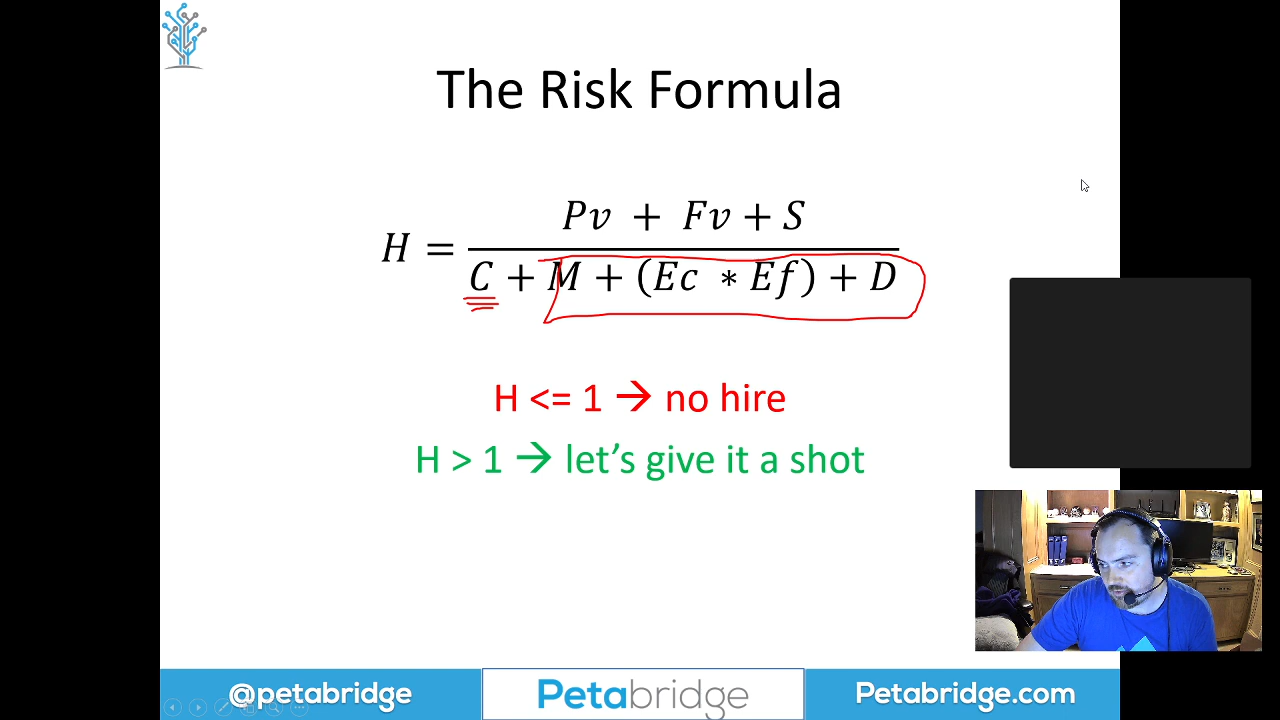 The Risk Formula
H = (Pv + Fv + S) / (C + M + (Ec * Ef) + D)
H <= 1 → no hire
H > 1 → let's give it a shot
@petabridge
Petabridge
Petabridge.com